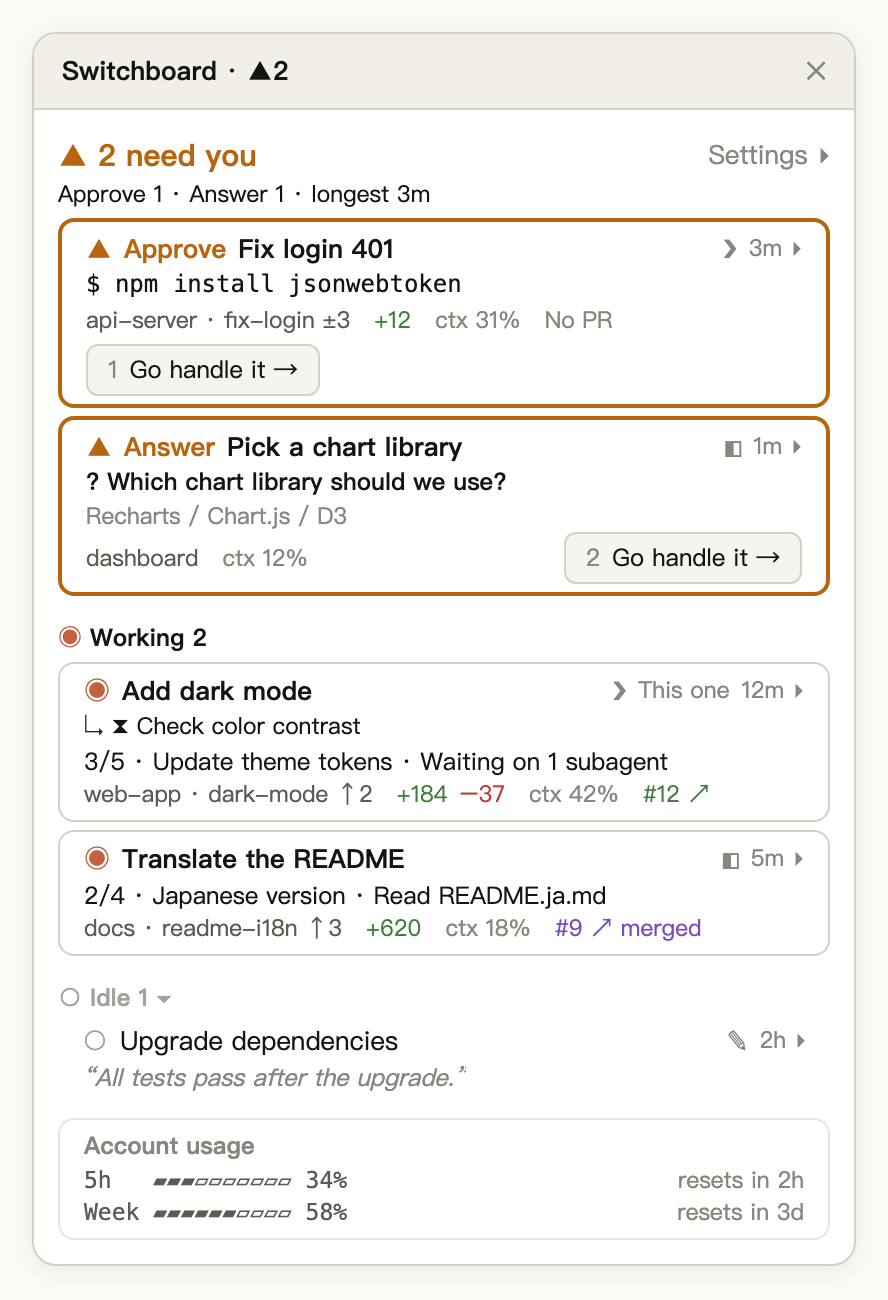 Switchboard · ▲2 ×
▲ 2 need you Settings ▸
Approve 1 · Answer 1 · longest 3m
▲ Approve Fix login 401 ❯ 3m ▸
$ npm install jsonwebtoken
api-server · fix-login ±3 +12 ctx 31% No PR
1 Go handle it →
▲ Answer Pick a chart library ◧ 1m ▸
? Which chart library should we use?
Recharts / Chart.js / D3
dashboard ctx 12% 2 Go handle it →
◉ Working 2
◉ Add dark mode ❯ This one 12m ▸
⧗ Check color contrast
3/5 · Update theme tokens · Waiting on 1 subagent
web-app · dark-mode ↑2 +184 −37 ctx 42% #12 ↗
◉ Translate the README ◧ 5m ▸
2/4 · Japanese version · Read README.ja.md
docs · readme-i18n ↑3 +620 ctx 18% #9 ↗ merged
○ Idle 1 ▾
○ Upgrade dependencies ✎ 2h ▸
“All tests pass after the upgrade.”
Account usage
5h ▰▰▰▱▱▱▱▱▱▱ 34% resets in 2h
Week ▰▰▰▰▰▰▱▱▱▱ 58% resets in 3d